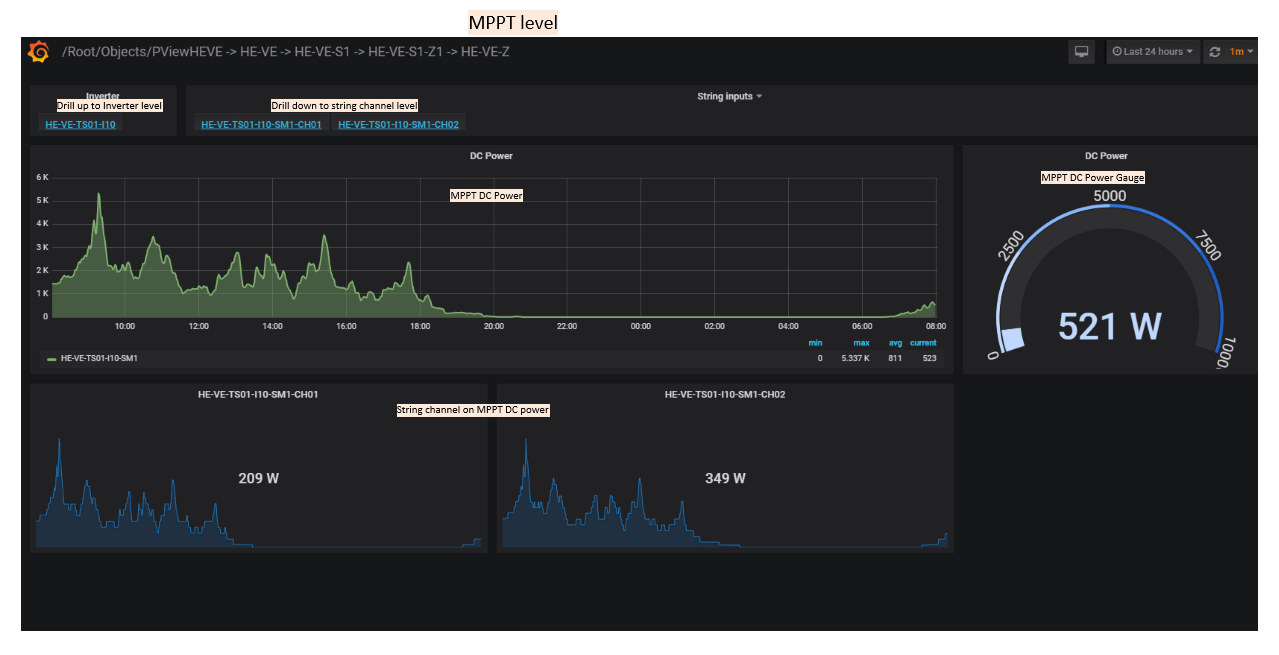 MPPT level
/Root/Objects/PViewHEVE -> HE-VE -> HE-VE-S1 -> HE-VE-S1-Z1 -> HE-VE-Z
Last 24 hours
1m
Inverter
Drill up to Inverter level
HE-VE-TS01-I10
String inputs
Drill down to string channel level
HE-VE-TS01-I10-SM1-CH01 HE-VE-TS01-I10-SM1-CH02
DC Power
MPPT DC Power
6 K
5 K
4 K
3 K
2 K
1 K
0
10:00 12:00 14:00 16:00 18:00 20:00 22:00 00:00 02:00 04:00 06:00 08:00
min max avg current
HE-VE-TS01-I10-SM1 0 5.337 K 811 523
DC Power
MPPT DC Power Gauge
0 2500 5000 7500 1000
521 W
HE-VE-TS01-I10-SM1-CH01
String channel on MPPT DC power
209 W
HE-VE-TS01-I10-SM1-CH02
349 W